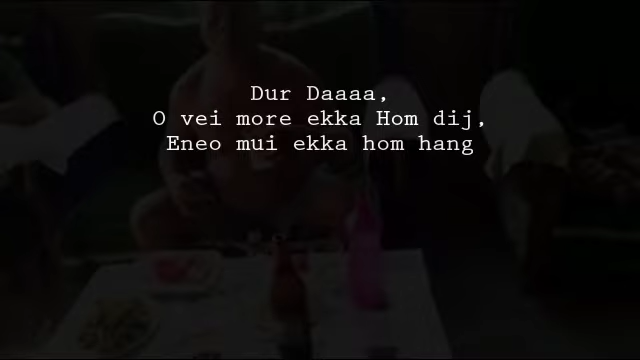 Dur Daaaa,
O vei more ekka Hom dij,
Eneo mui ekka hom hang